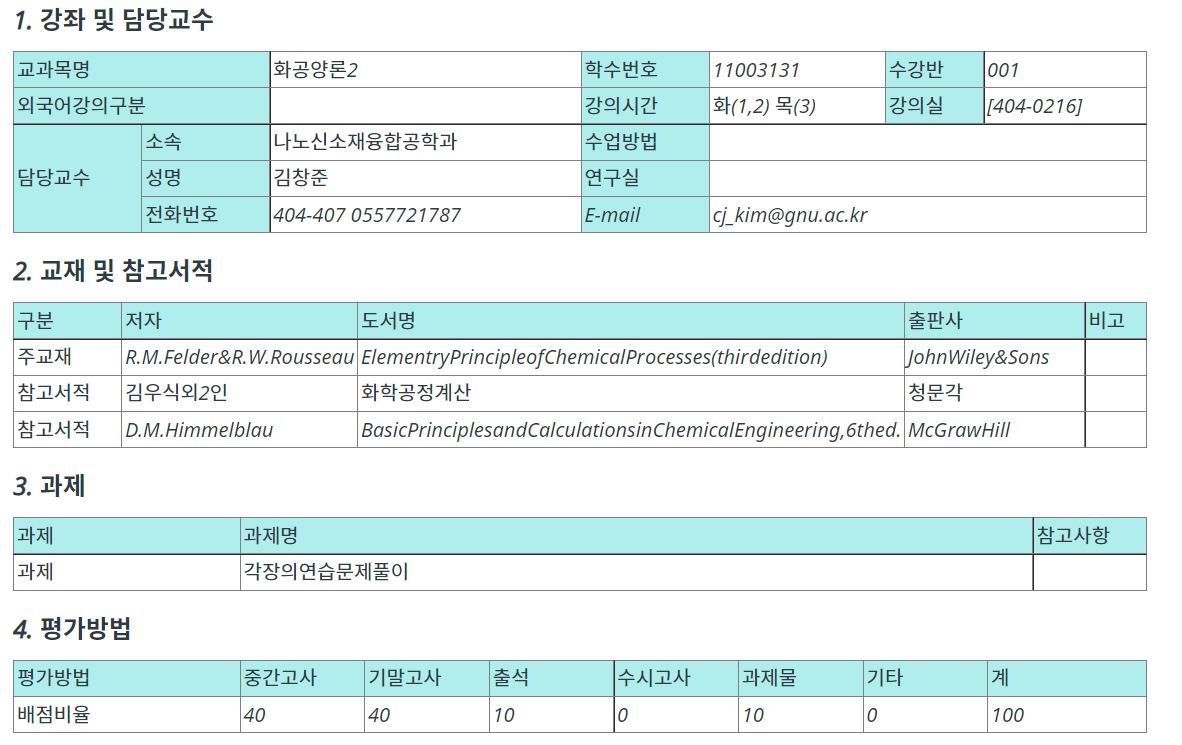 1. 강좌 및 담당교수
교과목명 화공양론2 학수번호 11003131 수강반 001
외국어강의구분 강의시간 화(1,2) 목(3) 강의실 [404-0216]
담당교수 소속 나노신소재융합공학과 수업방법
성명 김창준 연구실
전화번호 404-407 0557721787 E-mail cj_kim@gnu.ac.kr
2. 교재 및 참고서적
구분 저자 도서명 출판사 비고
주교재 R.M.Felder&R.W.Rousseau ElementryPrincipleofChemicalProcesses(thirdedition) JohnWiley&Sons
참고서적 김우식외2인 화학공정계산 청문각
참고서적 D.M.Himmelblau BasicPrinciplesandCalculationsinChemicalEngineering,6thed. McGrawHill
3. 과제
과제 과제명 참고사항
과제 각장의연습문제풀이
4. 평가방법
평가방법 중간고사 기말고사 출석 수시고사 과제물 기타 계
배점비율 40 40 10 0 10 0 100